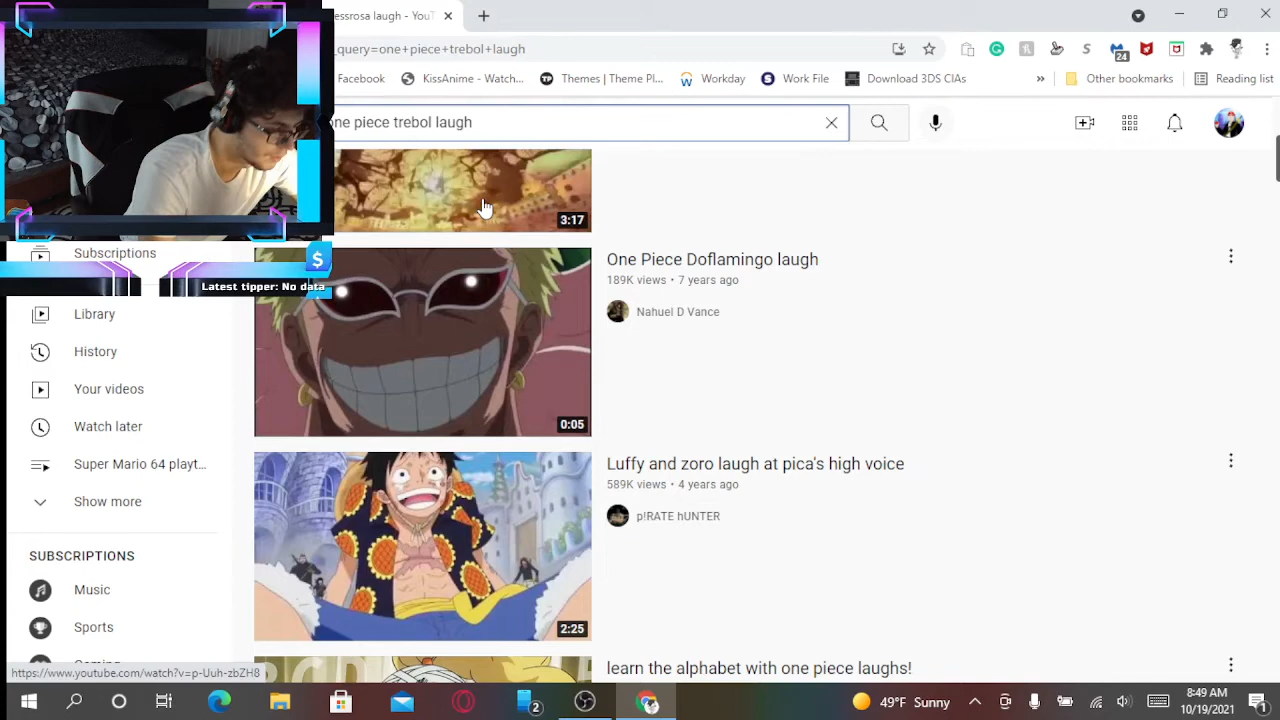 essrosa laugh - YouT
_query=one+piece+trebol+laugh
24
Facebook
KissAnime - Watch...
TP
Themes | Theme Pl...
Workday
S
Work File
Download 3DS CIAs
»
Other bookmarks
Reading list
ne piece trebol laugh
3:17
Subscriptions
$
Latest tipper: No data
Library
History
Your videos
Watch later
Super Mario 64 playt...
Show more
SUBSCRIPTIONS
Music
Sports
One Piece Doflamingo laugh
189K views • 7 years ago
Nahuel D Vance
0:05
Luffy and zoro laugh at pica's high voice
589K views • 4 years ago
p!RATE hUNTER
2:25
learn the alphabet with one piece laughs!
https://www.youtube.com/watch?v=p-Uuh-zbZH8
2
49°F Sunny
8:49 AM
10/19/2021
1